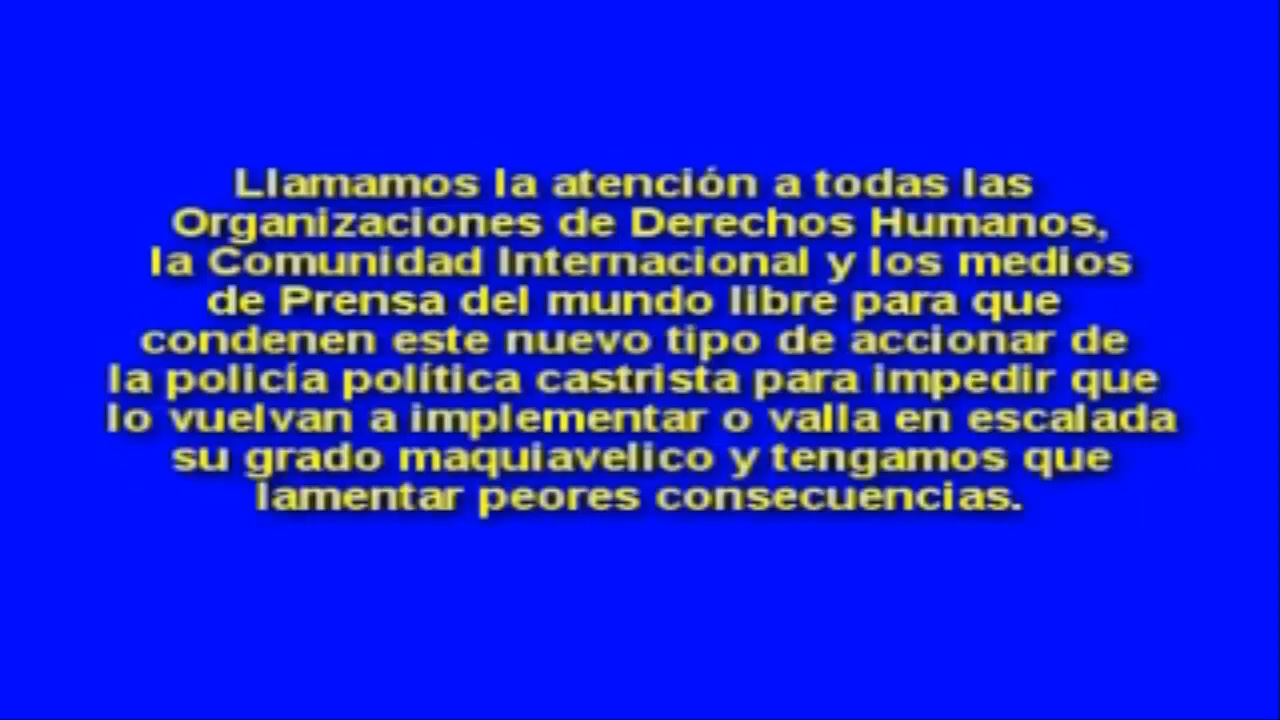 Llamamos la atención a todas las
Organizaciones de Derechos Humanos,
la Comunidad Internacional y los medios
de Prensa del mundo libre para que
condenen este nuevo tipo de accionar de
la policía política castrista para impedir que
lo vuelvan a implementar o valla en escalada
su grado maquiavelico y tengamos que
lamentar peores consecuencias.